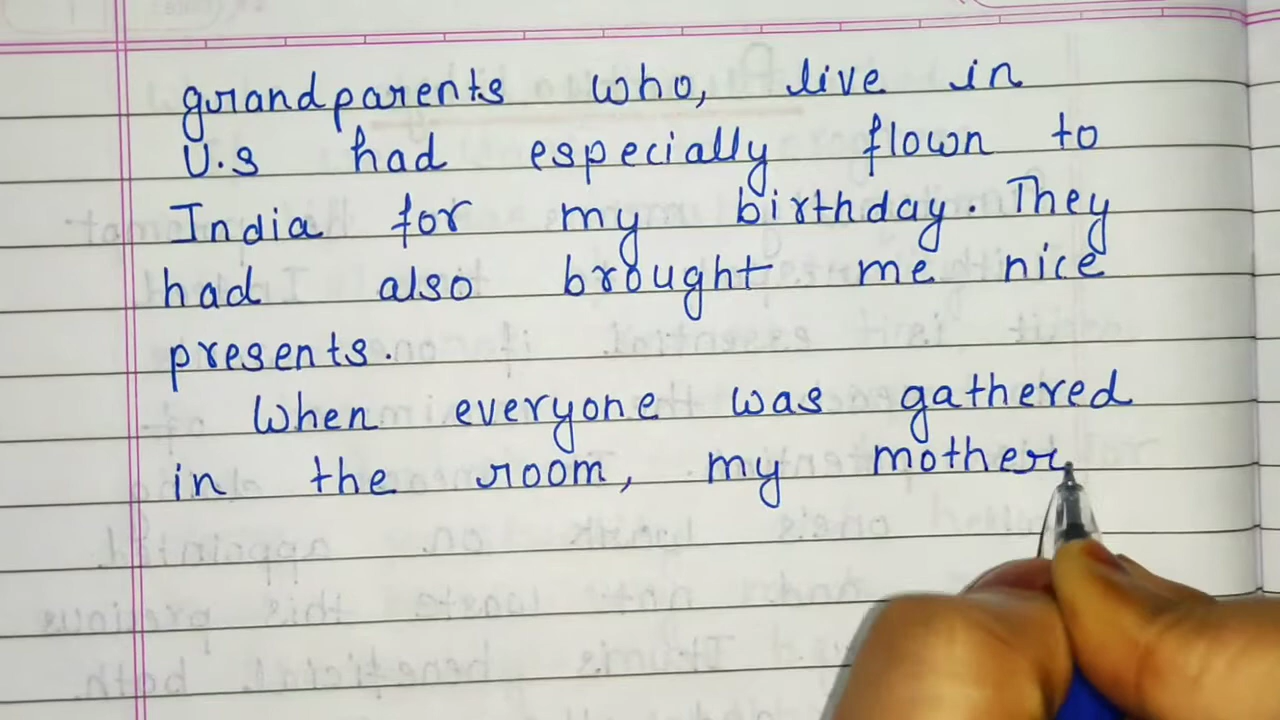 grandparents who, live in
U.S had especially flown to
India for my birthday. They
had also brought me nice
presents.
When everyone was gathered
in the room, my mother